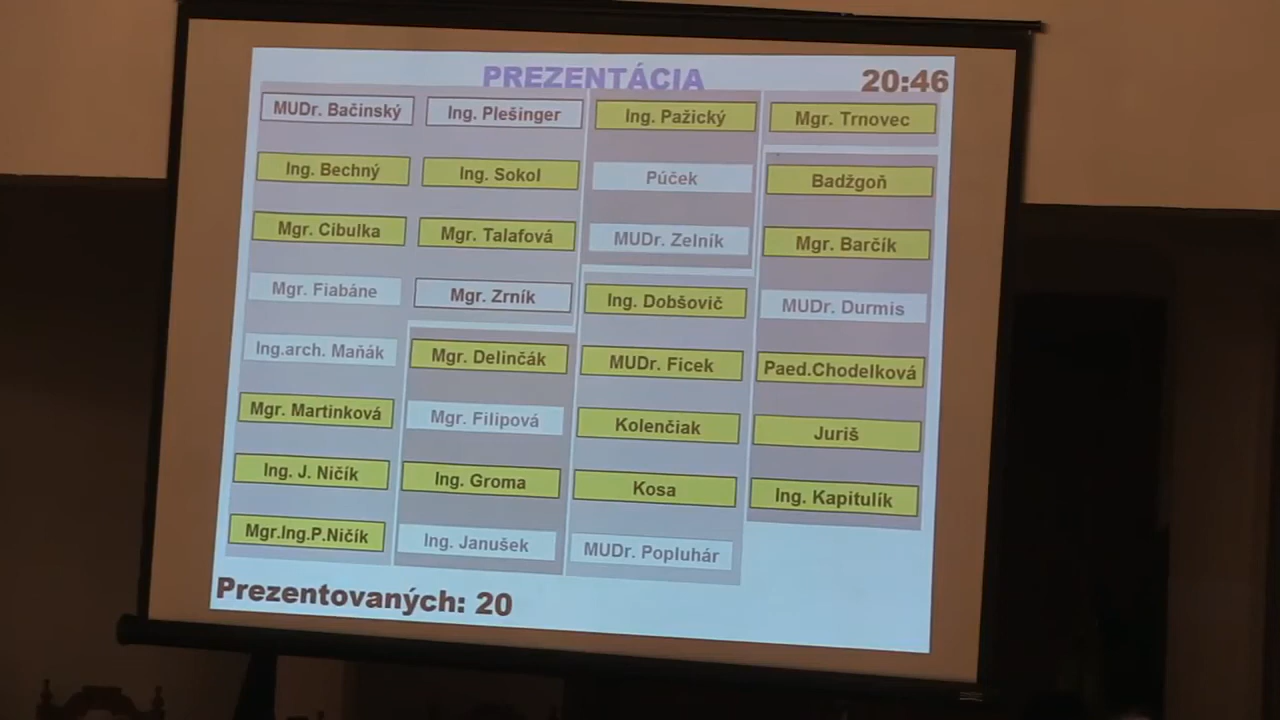 PREZENTÁCIA 20:46
MUDr. Bačinský Ing. Plešinger Ing. Pažický Mgr. Trnovec
Ing. Bechný Ing. Sokol Púček Badžgoň
Mgr. Cibulka Mgr. Talafová MUDr. Zelník Mgr. Barčík
Mgr. Fiabáne Mgr. Zrník Ing. Dobšovič MUDr. Durmis
Ing.arch. Maňák Mgr. Delinčák MUDr. Ficek Paed.Chodelková
Mgr. Martinková Mgr. Filipová Kolenčiak Juriš
Ing. J. Ničík Ing. Groma Kosa Ing. Kapitulík
Mgr.Ing.P.Ničík Ing. Janušek MUDr. Popluhár
Prezentovaných: 20